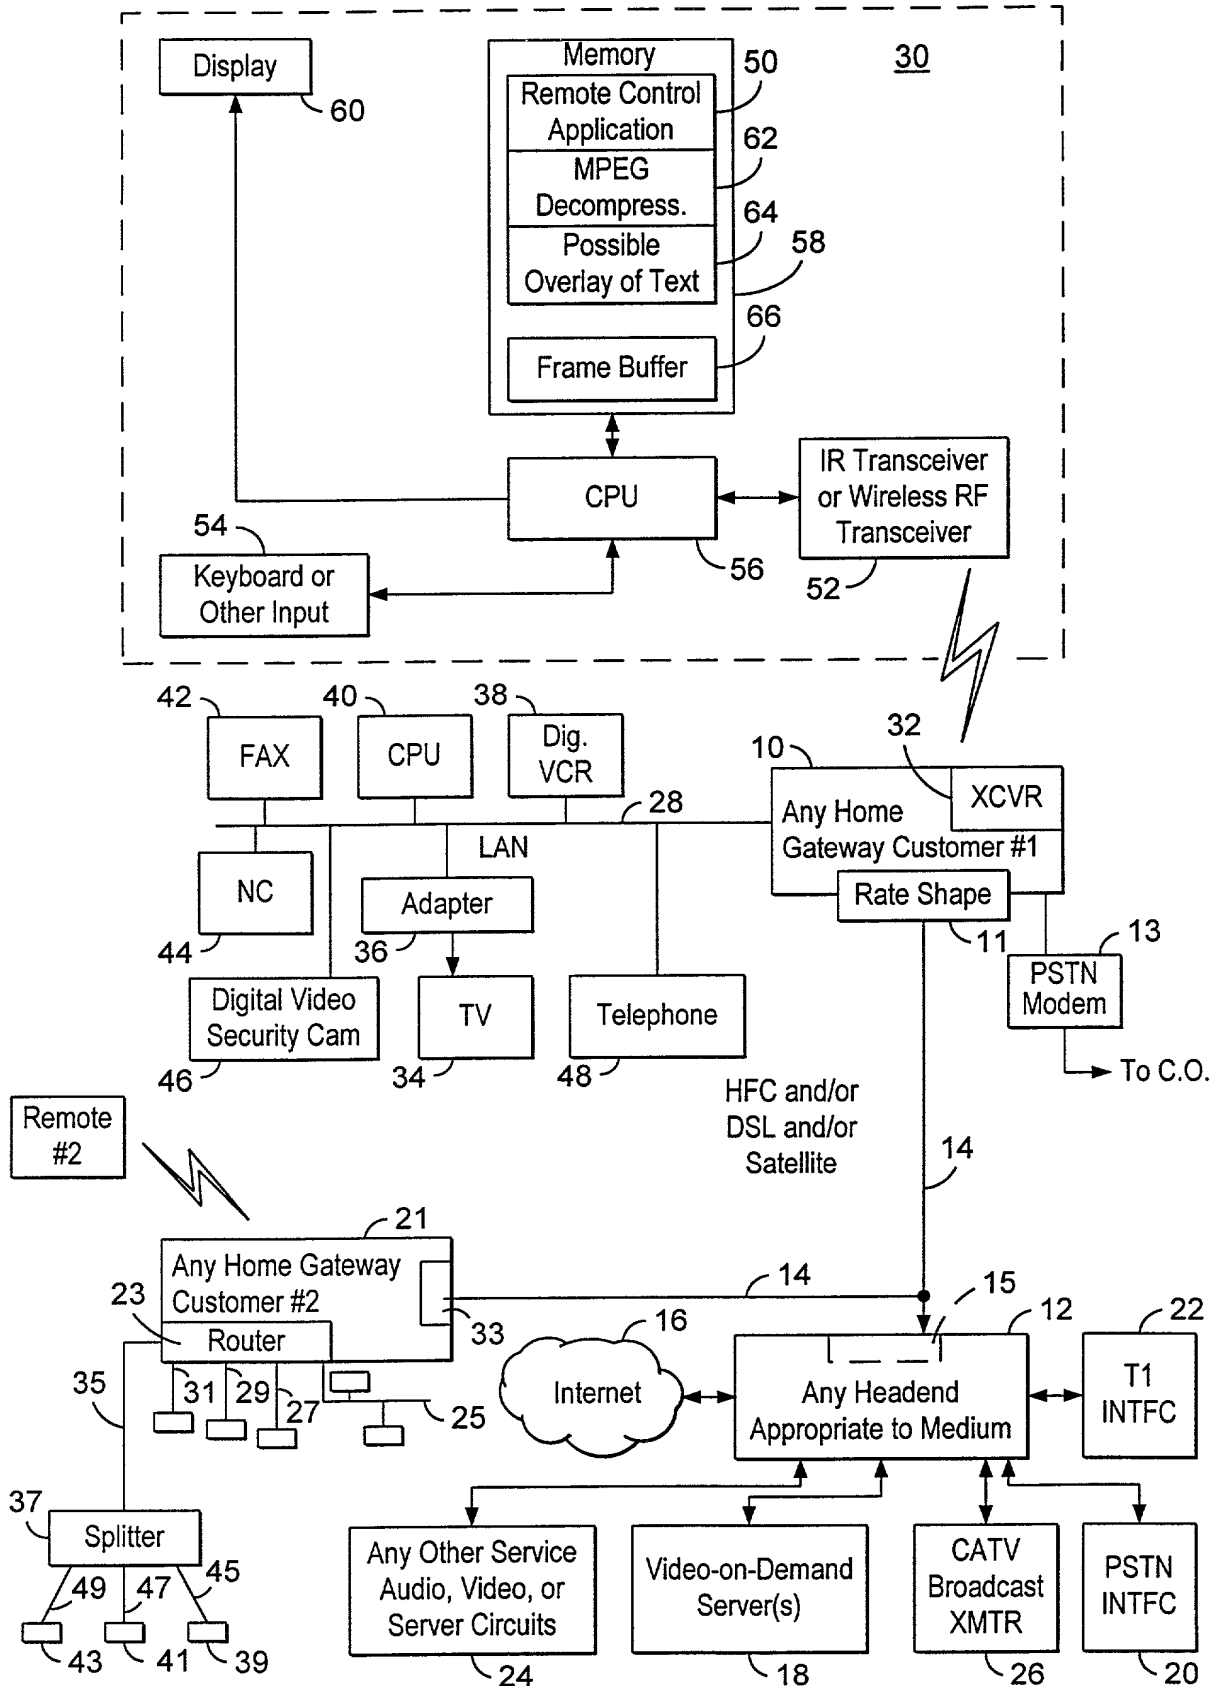 Display
60
Memory
Remote Control
Application
50
MPEG
Decompress.
62
Possible
Overlay of Text
64
58
Frame Buffer
66
30
CPU
56
IR Transceiver
or Wireless RF
Transceiver
52
54
Keyboard or
Other Input
42
FAX
40
CPU
38
Dig.
VCR
28
LAN
10
32
XCVR
Any Home
Gateway Customer #1
Rate Shape
11
13
PSTN
Modem
To C.O.
NC
44
Adapter
36
Digital Video
Security Cam
46
TV
34
Telephone
48
HFC and/or
DSL and/or
Satellite
14
Remote
#2
21
Any Home Gateway
Customer #2
33
23
Router
31
29
27
25
35
14
15
12
16
Internet
Any Headend
Appropriate to Medium
22
T1
INTFC
37
Splitter
49
47
45
43
41
39
Any Other Service
Audio, Video, or
Server Circuits
24
Video-on-Demand
Server(s)
18
CATV
Broadcast
XMTR
26
PSTN
INTFC
20